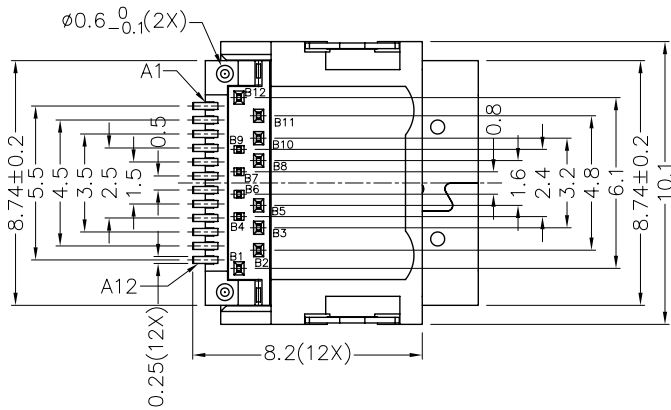 Ø0.6 0 -0.1(2X)
A1
B12
B11
B10
B9
B8
B7
B6
B5
B4
B3
B2
B1
A12
8.74±0.2
5.5
4.5
3.5
2.5
1.5
0.5
0.8
1.6
2.4
3.2
4.8
6.1
8.74±0.2
10.1
0.25(12X)
8.2(12X)